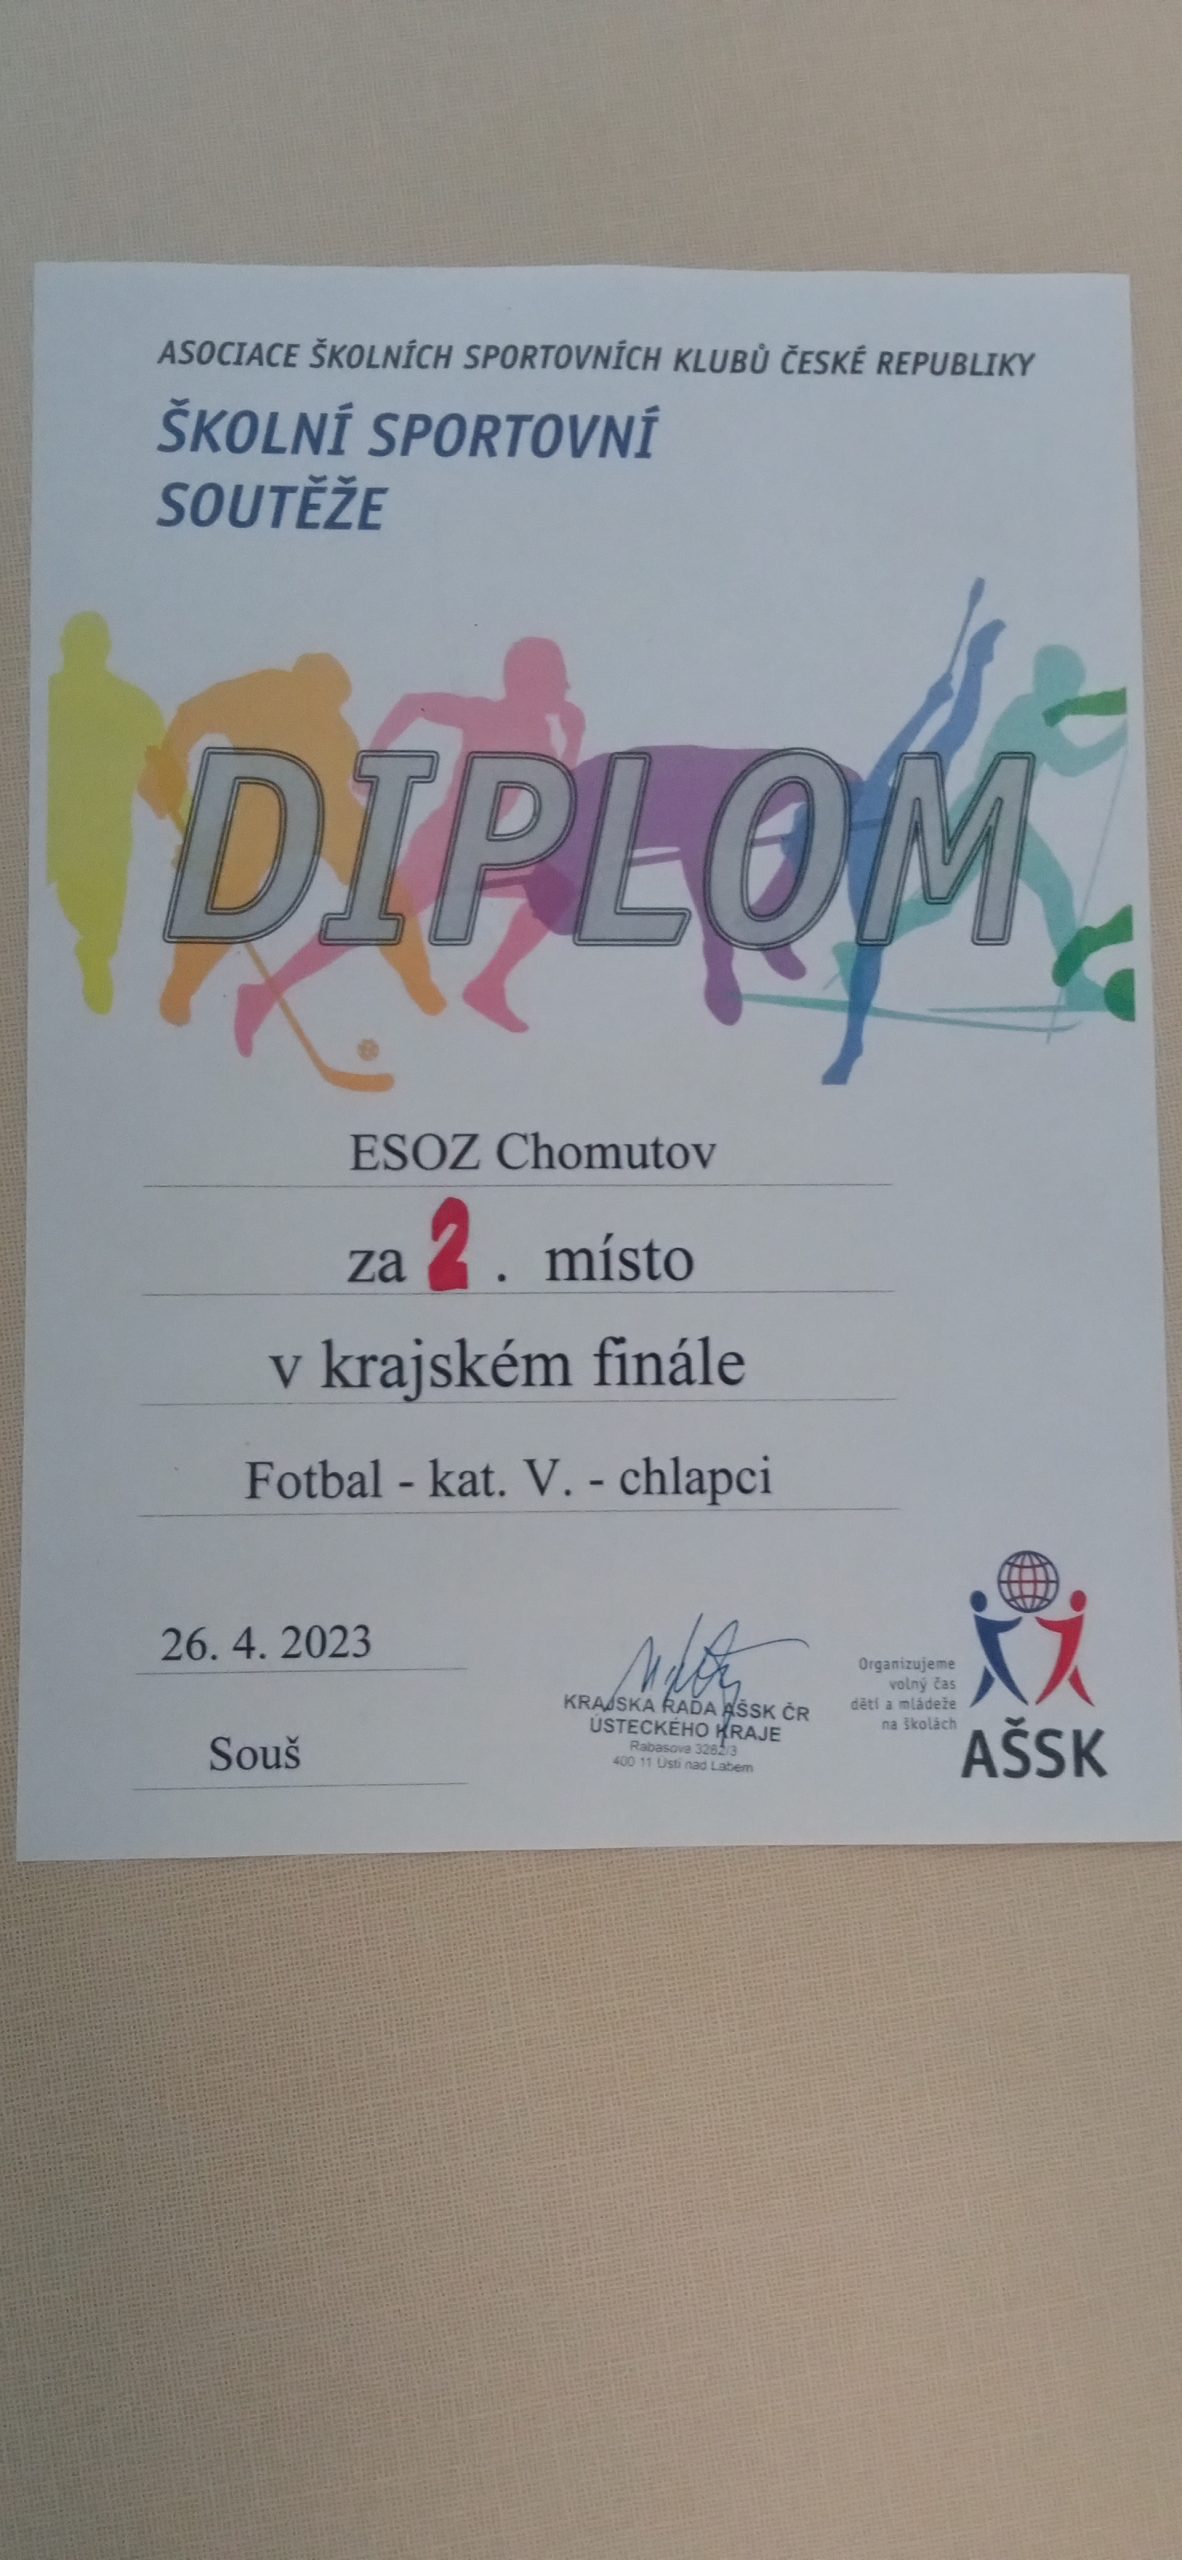 ASOCIACE ŠKOLNÍCH SPORTOVNÍCH KLUBŮ ČESKÉ REPUBLIKY
ŠKOLNÍ SPORTOVNÍ
SOUTĚŽE
DIPLOM
ESOZ Chomutov
za 2. místo
v krajském finále
Fotbal - kat. V. - chlapci
26. 4. 2023
Souš
KRAJSKÁ RADA AŠSK ČR
ÚSTECKÉHO KRAJE
Rabasova 3282/3
400 11 Ústí nad Labem
Organizujeme
volný čas
dětí a mládeže
na školách
AŠSK